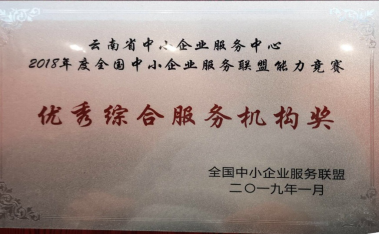 云南省中小企业服务中心
2018年度全国中小企业服务联盟能力竞赛
优秀综合服务机构奖
全国中小企业服务联盟
二〇一九年一月